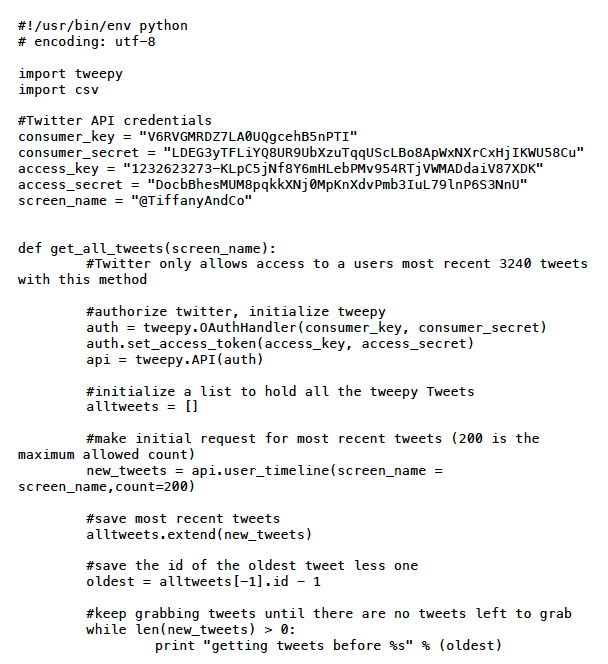 #!/usr/bin/env python
# encoding: utf-8
import tweepy
import csv
#Twitter API credentials
consumer_key = "V6RVGMRDZ7LA0UQgcehB5nPTI"
consumer_secret = "LDEG3yTFLiYQ8UR9UbXzuTqqUScLBo8ApWxNXrCxHjIKWU58Cu"
access_key = "1232623273-KLpC5jNf8Y6mHLebPMv954RTjVWMADdaiV87XDK"
access_secret = "DocbBhesMUM8pqkkXNj0MpKnXdvPmb3IuL79lnP6S3NnU"
screen_name = "@TiffanyAndCo"
def get_all_tweets(screen_name):
#Twitter only allows access to a users most recent 3240 tweets
with this method
#authorize twitter, initialize tweepy
auth = tweepy.OAuthHandler(consumer_key, consumer_secret)
auth.set_access_token(access_key, access_secret)
api = tweepy.API(auth)
#initialize a list to hold all the tweepy Tweets
alltweets = []
#make initial request for most recent tweets (200 is the
maximum allowed count)
new_tweets = api.user_timeline(screen_name =
screen_name,count=200)
#save most recent tweets
alltweets.extend(new_tweets)
#save the id of the oldest tweet less one
oldest = alltweets[-1].id - 1
#keep grabbing tweets until there are no tweets left to grab
while len(new_tweets) > 0:
print "getting tweets before %s" % (oldest)